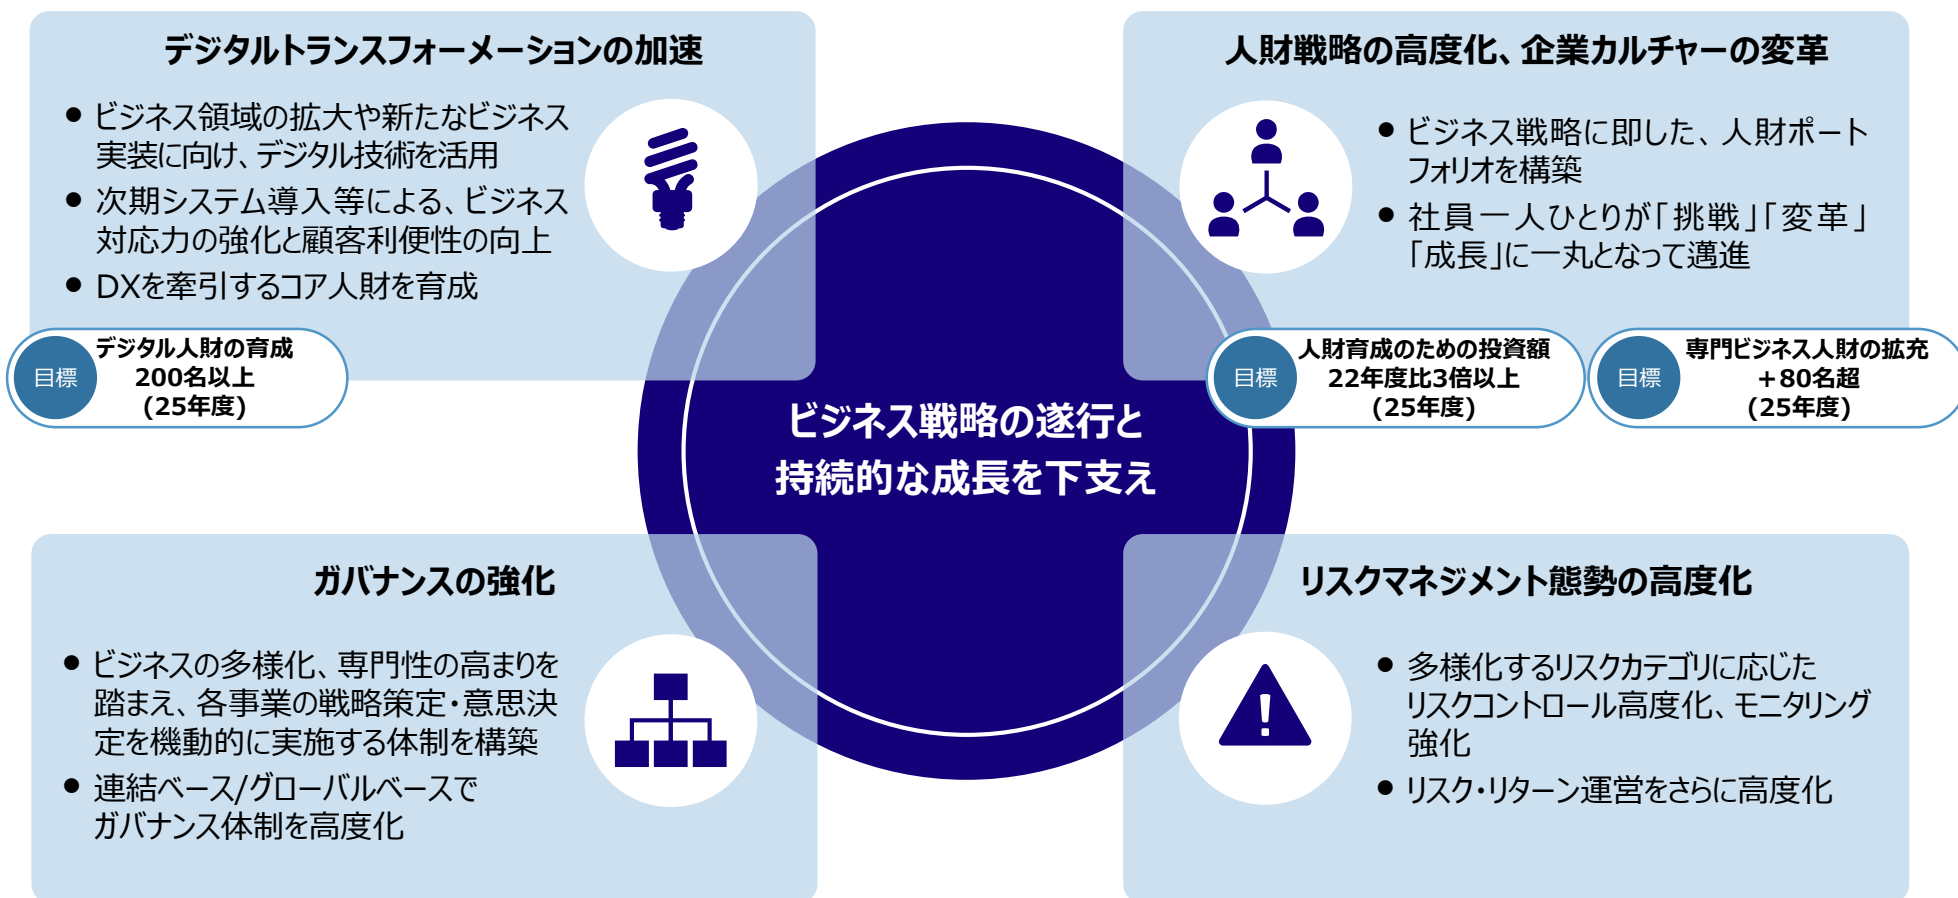 デジタルトランスフォーメーションの加速
● ビジネス領域の拡大や新たなビジネス
実装に向け、デジタル技術を活用
● 次期システム導入等による、ビジネス
対応力の強化と顧客利便性の向上
● DXを牽引するコア人財を育成
目標
デジタル人財の育成
200名以上
(25年度)
人財戦略の高度化、企業カルチャーの変革
● ビジネス戦略に即した、人財ポート
フォリオを構築
● 社員一人ひとりが「挑戦」「変革」
「成長」に一丸となって邁進
目標
人財育成のための投資額
22年度比3倍以上
(25年度)
目標
専門ビジネス人財の拡充
＋80名超
(25年度)
ビジネス戦略の遂行と
持続的な成長を下支え
ガバナンスの強化
● ビジネスの多様化、専門性の高まりを
踏まえ、各事業の戦略策定・意思決
定を機動的に実施する体制を構築
● 連結ベース/グローバルベースで
ガバナンス体制を高度化
リスクマネジメント態勢の高度化
● 多様化するリスクカテゴリに応じた
リスクコントロール高度化、モニタリング
強化
● リスク・リターン運営をさらに高度化